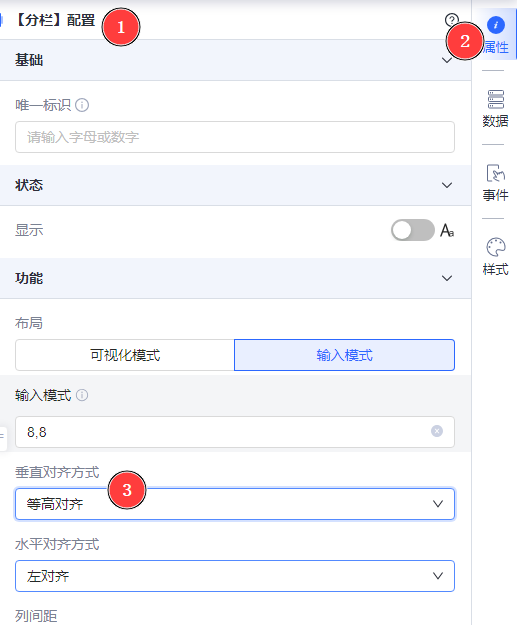 【分栏】配置
1
?
2
属性
基础
唯一标识
请输入字母或数字
数据
状态
事件
显示
Aa
样式
功能
布局
可视化模式 输入模式
输入模式
8,8
垂直对齐方式
3
等高对齐
水平对齐方式
左对齐
列间距